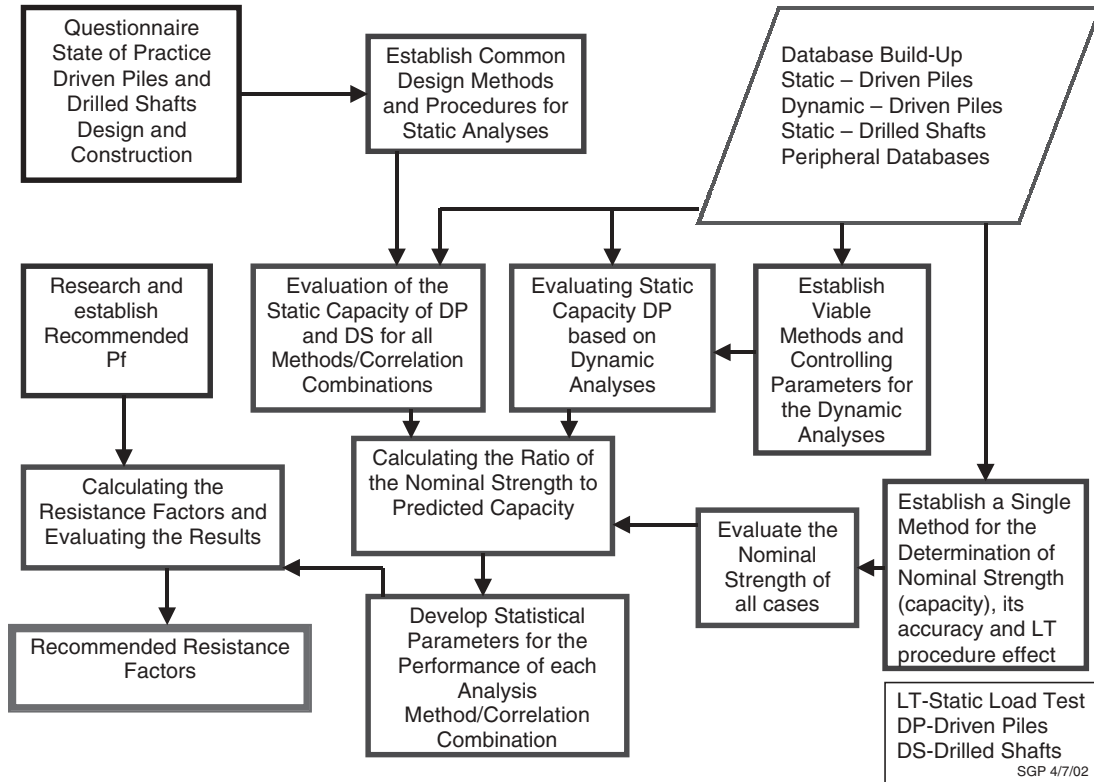 Questionnaire
State of Practice
Driven Piles and
Drilled Shafts
Design and
Construction
Establish Common
Design Methods
and Procedures for
Static Analyses
Database Build-Up
Static – Driven Piles
Dynamic – Driven Piles
Static – Drilled Shafts
Peripheral Databases
Research and
establish
Recommended
Pf
Evaluation of the
Static Capacity of DP
and DS for all
Methods/Correlation
Combinations
Evaluating Static
Capacity DP
based on
Dynamic
Analyses
Establish
Viable
Methods and
Controlling
Parameters for
the Dynamic
Analyses
Calculating the
Resistance Factors and
Evaluating the Results
Calculating the Ratio of
the Nominal Strength to
Predicted Capacity
Evaluate the
Nominal
Strength of
all cases
Establish a Single
Method for the
Determination of
Nominal Strength
(capacity), its
accuracy and LT
procedure effect
Recommended Resistance
Factors
Develop Statistical
Parameters for the
Performance of each
Analysis
Method/Correlation
Combination
LT-Static Load Test
DP-Driven Piles
DS-Drilled Shafts
SGP 4/7/02